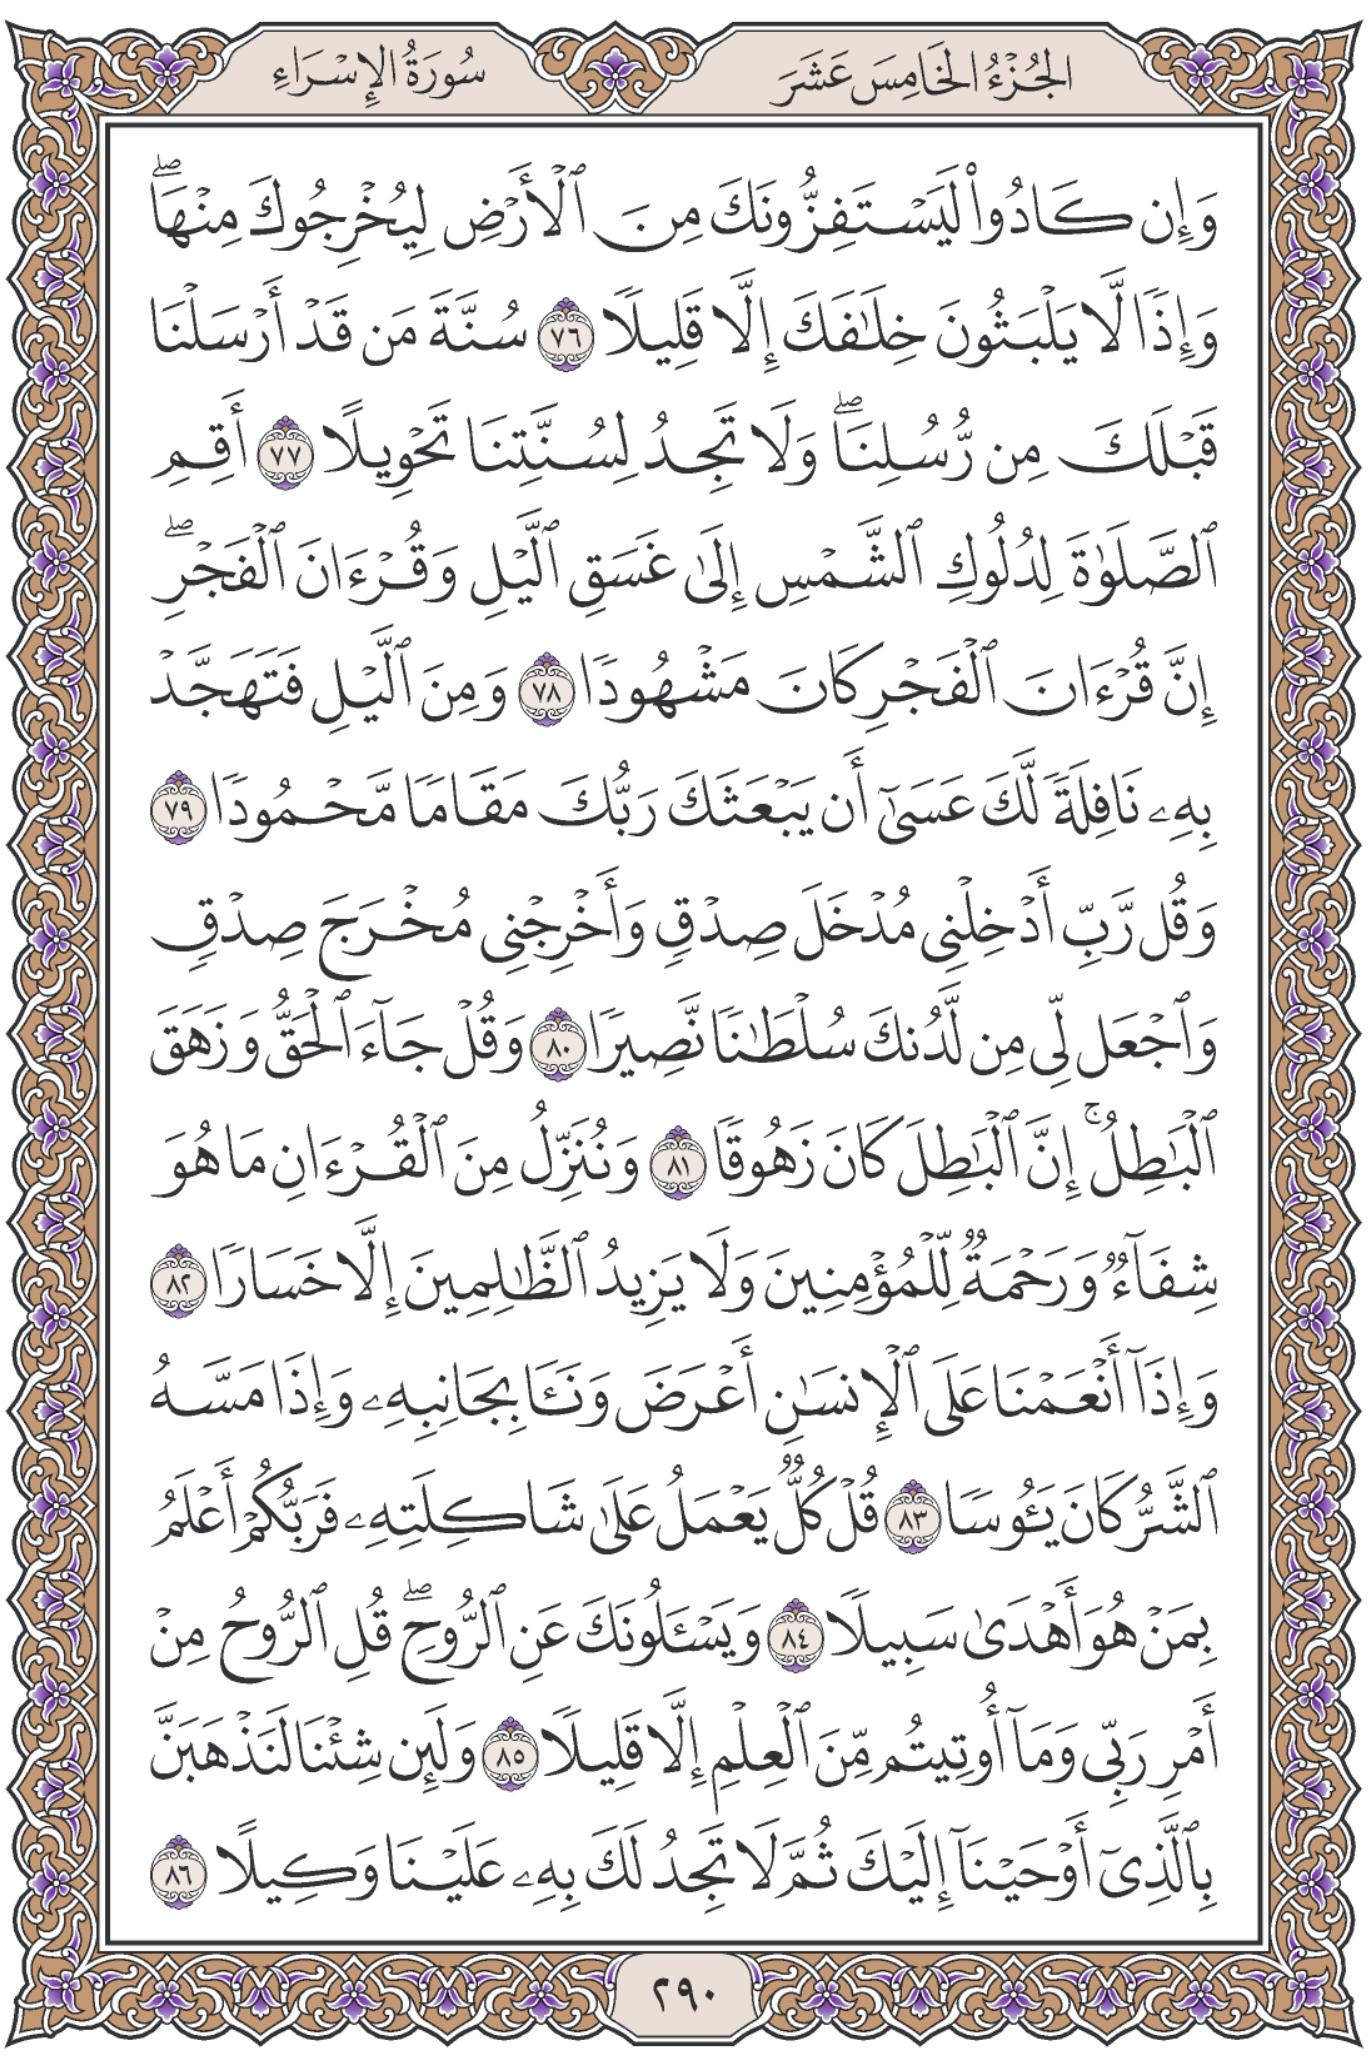 الجُزْءُ الخَامِسَ عَشَرَ
سُورَةُ الإِسْرَاءِ
وَإِن كَادُوا۟ لَيَسْتَفِزُّونَكَ مِنَ ٱلْأَرْضِ لِيُخْرِجُوكَ مِنْهَاۖ
وَإِذًا لَّا يَلْبَثُونَ خِلَـٰفَكَ إِلَّا قَلِيلًا ٧٦ سُنَّةَ مَن قَدْ أَرْسَلْنَا
قَبْلَكَ مِن رُّسُلِنَاۖ وَلَا تَجِدُ لِسُنَّتِنَا تَحْوِيلًا ٧٧ أَقِمِ
ٱلصَّلَوٰةَ لِدُلُوكِ ٱلشَّمْسِ إِلَىٰ غَسَقِ ٱلَّيْلِ وَقُرْءَانَ ٱلْفَجْرِۖ
إِنَّ قُرْءَانَ ٱلْفَجْرِ كَانَ مَشْهُودًا ٧٨ وَمِنَ ٱلَّيْلِ فَتَهَجَّدْ
بِهِۦ نَافِلَةً لَّكَ عَسَىٰٓ أَن يَبْعَثَكَ رَبُّكَ مَقَامًا مَّحْمُودًا ٧٩
وَقُل رَّبِّ أَدْخِلْنِى مُدْخَلَ صِدْقٍ وَأَخْرِجْنِى مُخْرَجَ صِدْقٍ
وَٱجْعَل لِّى مِن لَّدُنكَ سُلْطَـٰنًا نَّصِيرًا ٨٠ وَقُلْ جَآءَ ٱلْحَقُّ وَزَهَقَ
ٱلْبَـٰطِلُۚ إِنَّ ٱلْبَـٰطِلَ كَانَ زَهُوقًا ٨١ وَنُنَزِّلُ مِنَ ٱلْقُرْءَانِ مَا هُوَ
شِفَآءٌ وَرَحْمَةٌ لِّلْمُؤْمِنِينَ وَلَا يَزِيدُ ٱلظَّـٰلِمِينَ إِلَّا خَسَارًا ٨٢
وَإِذَآ أَنْعَمْنَا عَلَى ٱلْإِنسَـٰنِ أَعْرَضَ وَنَـَٔا بِجَانِبِهِۦ وَإِذَا مَسَّهُ
ٱلشَّرُّ كَانَ يَـُٔوسًا ٨٣ قُلْ كُلٌّ يَعْمَلُ عَلَىٰ شَاكِلَتِهِۦ فَرَبُّكُمْ أَعْلَمُ
بِمَنْ هُوَ أَهْدَىٰ سَبِيلًا ٨٤ وَيَسْـَٔلُونَكَ عَنِ ٱلرُّوحِۖ قُلِ ٱلرُّوحُ مِنْ
أَمْرِ رَبِّى وَمَآ أُوتِيتُم مِّنَ ٱلْعِلْمِ إِلَّا قَلِيلًا ٨٥ وَلَئِن شِئْنَا لَنَذْهَبَنَّ
بِٱلَّذِىٓ أَوْحَيْنَآ إِلَيْكَ ثُمَّ لَا تَجِدُ لَكَ بِهِۦ عَلَيْنَا وَكِيلًا ٨٦
٢٩٠